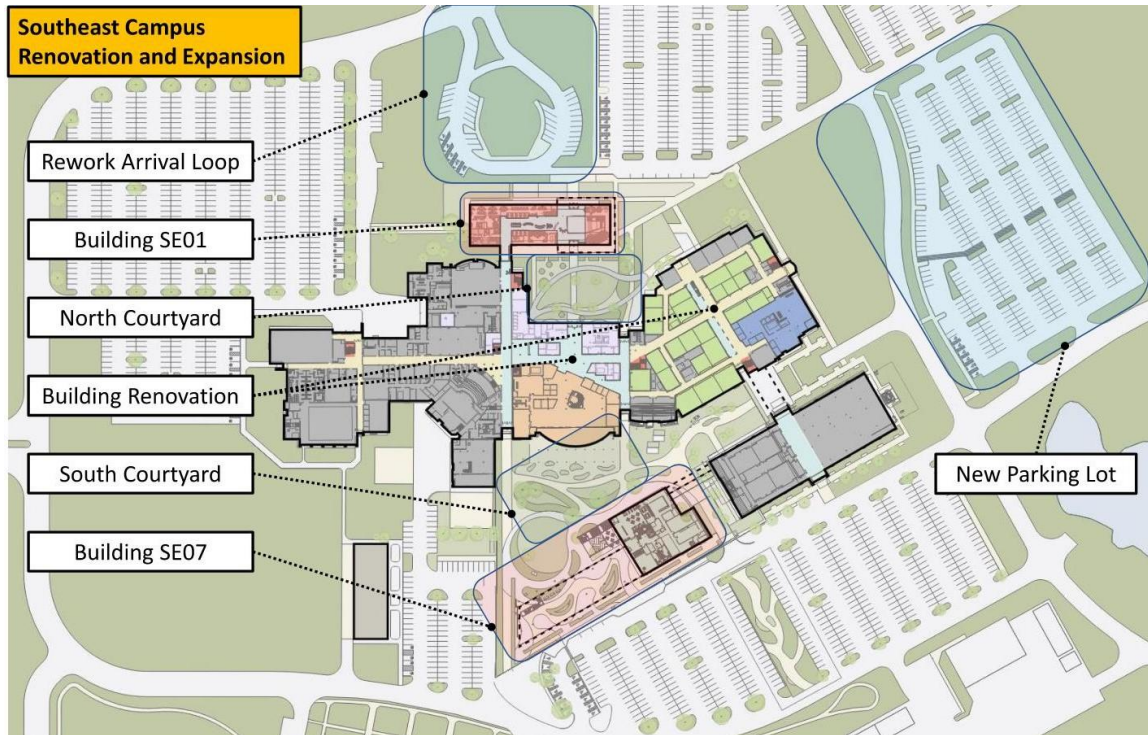 Southeast Campus
Renovation and Expansion
Rework Arrival Loop
Building SE01
North Courtyard
Building Renovation
South Courtyard
Building SE07
New Parking Lot